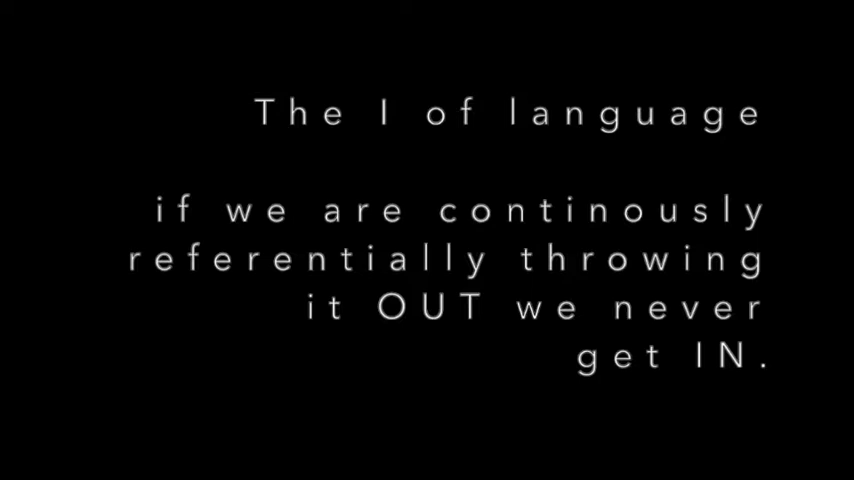 The I of language
if we are continously
referentially throwing
it OUT we never
get IN.